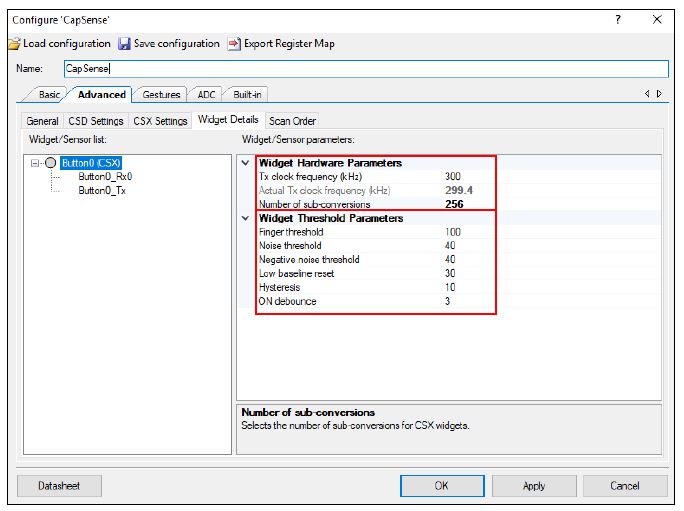 Configure 'CapSense'
? ×
Load configuration Save configuration Export Register Map
Name: CapSense
Basic Advanced Gestures ADC Built-in
General CSD Settings CSX Settings Widget Details Scan Order
Widget/Sensor list: Widget/Sensor parameters:
Button0 (CSX)
Button0_Rx0
Button0_Tx
Widget Hardware Parameters
Tx clock frequency (kHz) 300
Actual Tx clock frequency (kHz) 299.4
Number of sub-conversions 256
Widget Threshold Parameters
Finger threshold 100
Noise threshold 40
Negative noise threshold 40
Low baseline reset 30
Hysteresis 10
ON debounce 3
Number of sub-conversions
Selects the number of sub-conversions for CSX widgets.
Datasheet OK Apply Cancel